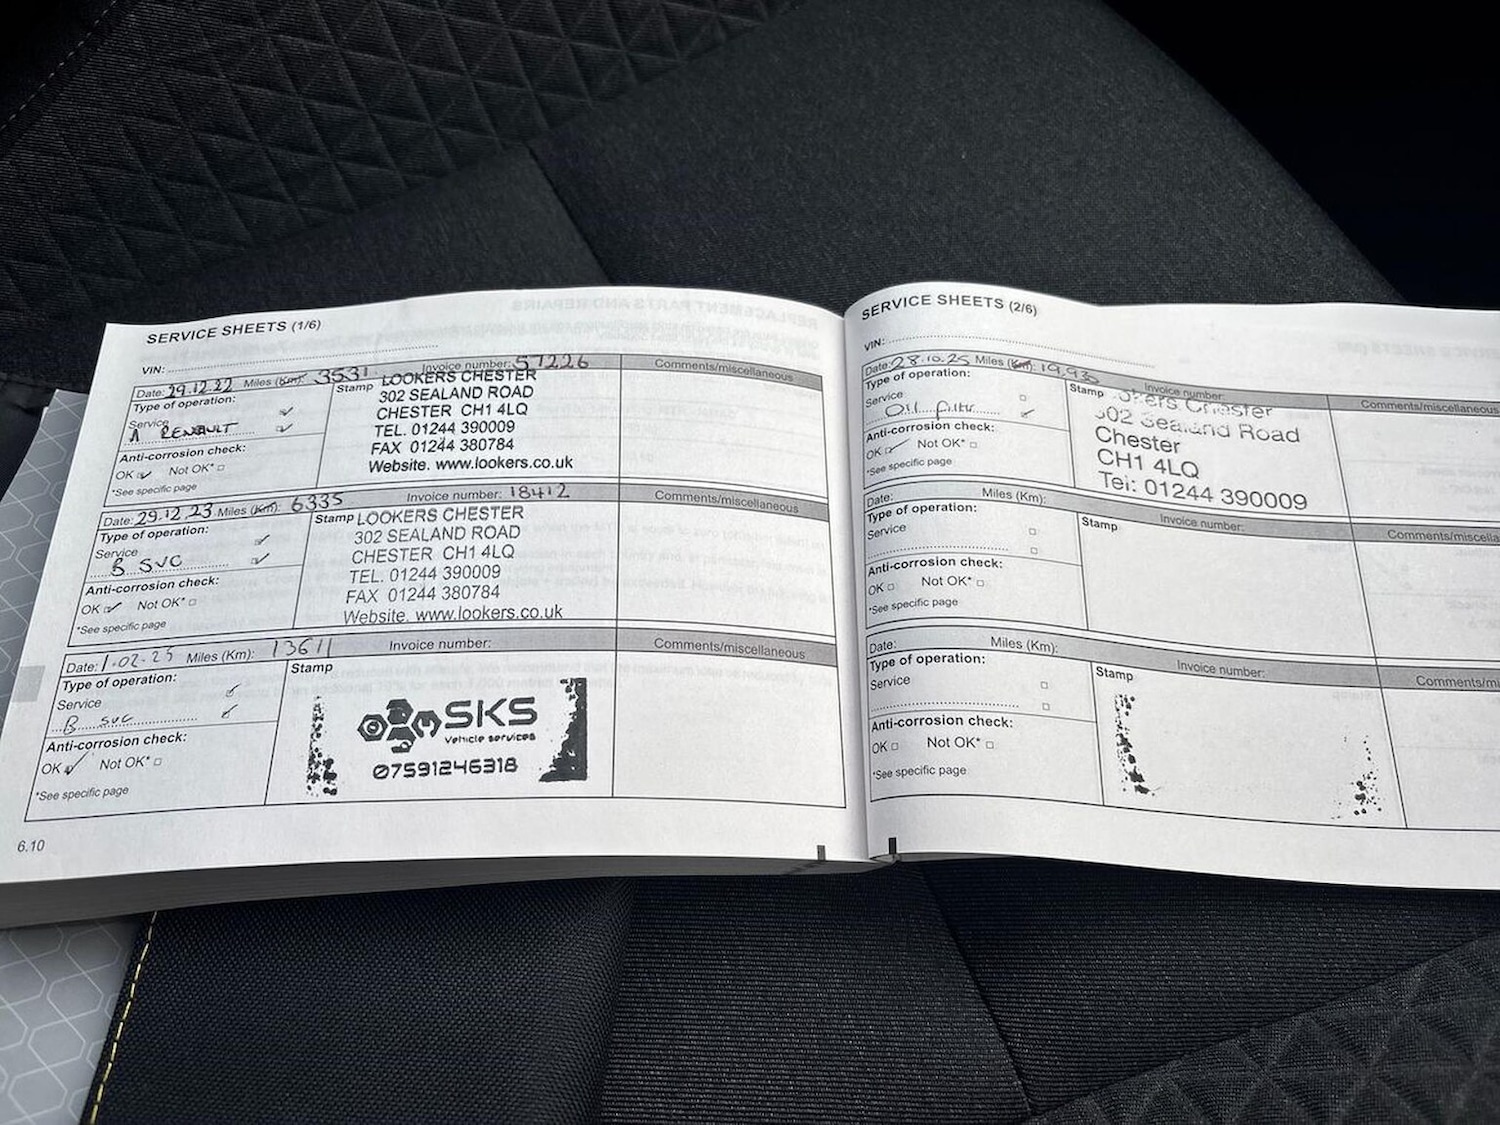 SERVICE SHEETS (1/6)
VIN:
Date: 29.12.22 Miles (Km): 3531 Invoice number: 57226 Comments/miscellaneous
Type of operation:
Service
A RENAULT
Anti-corrosion check:
OK Not OK*
*See specific page
Stamp LOOKERS CHESTER
302 SEALAND ROAD
CHESTER CH1 4LQ
TEL. 01244 390009
FAX 01244 380784
Website. www.lookers.co.uk
Date: 29.12.23 Miles (Km): 6335 Invoice number: 18412 Comments/miscellaneous
Type of operation:
Service
B SVC
Anti-corrosion check:
OK Not OK*
*See specific page
Stamp LOOKERS CHESTER
302 SEALAND ROAD
CHESTER CH1 4LQ
TEL. 01244 390009
FAX 01244 380784
Website. www.lookers.co.uk
Date: 1.02.25 Miles (Km): 13611 Invoice number: Comments/miscellaneous
Type of operation:
Service
B SVC
Anti-corrosion check:
OK Not OK*
*See specific page
Stamp
SKS
Vehicle services
07591246318
6.10
SERVICE SHEETS (2/6)
VIN:
Date: 28.10.25 Miles (Km): Invoice number: Comments/miscellaneous
Type of operation:
Service
Oil filtr
Anti-corrosion check:
OK Not OK*
*See specific page
Stamp
Chester
Sealand Road
Chester
CH1 4LQ
Tel: 01244 390009
Date: Miles (Km): Invoice number:
Type of operation:
Service
Anti-corrosion check:
OK Not OK*
*See specific page
Stamp
Date: Miles (Km): Invoice number:
Type of operation:
Service
Anti-corrosion check:
OK Not OK*
*See specific page
Stamp